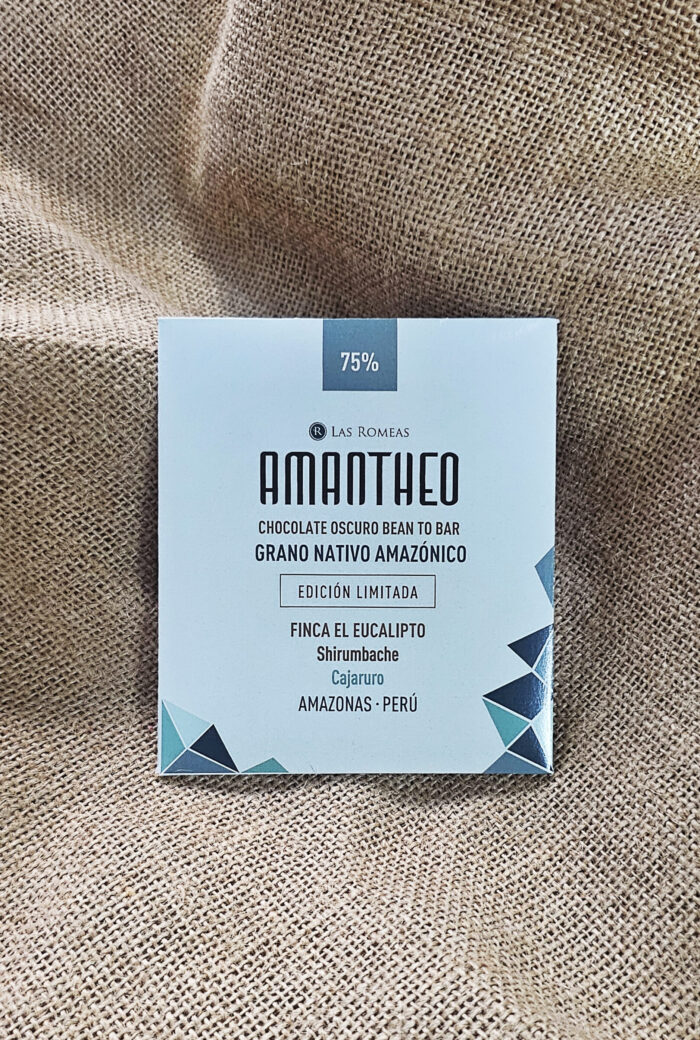 75%
R LAS ROMEAS
AMANTHEO
CHOCOLATE OSCURO BEAN TO BAR
GRANO NATIVO AMAZÓNICO
EDICIÓN LIMITADA
FINCA EL EUCALIPTO
Shirumbache
Cajaruro
AMAZONAS · PERÚ